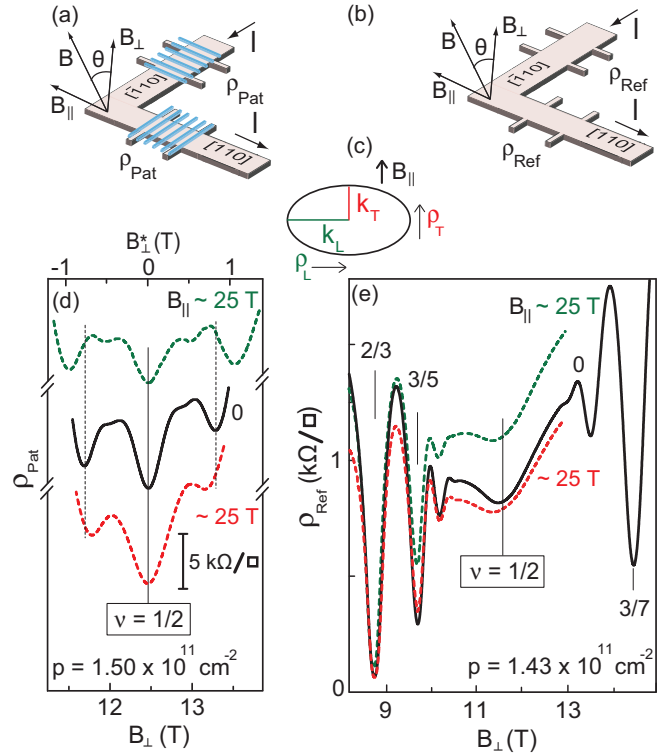 (a)
B
θ
B⊥
I
B||
[1̄10]
ρPat
I
ρPat
[110]
(b)
B
θ
B⊥
I
B||
[1̄10]
ρRef
I
ρRef
[110]
(c)
B||
kT
kL
ρT
ρL
B*⊥(T)
-1 0 1
(d)
B|| ~ 25 T
0
~ 25 T
ρPat
5 kΩ/□
ν = 1/2
p = 1.50 x 10^11 cm^-2
12 13
B⊥(T)
(e)
B|| ~ 25 T
2/3
3/5
0
1
ρRef (kΩ/□)
~ 25 T
ν = 1/2
3/7
p = 1.43 x 10^11 cm^-2
0
9 11 13
B⊥(T)